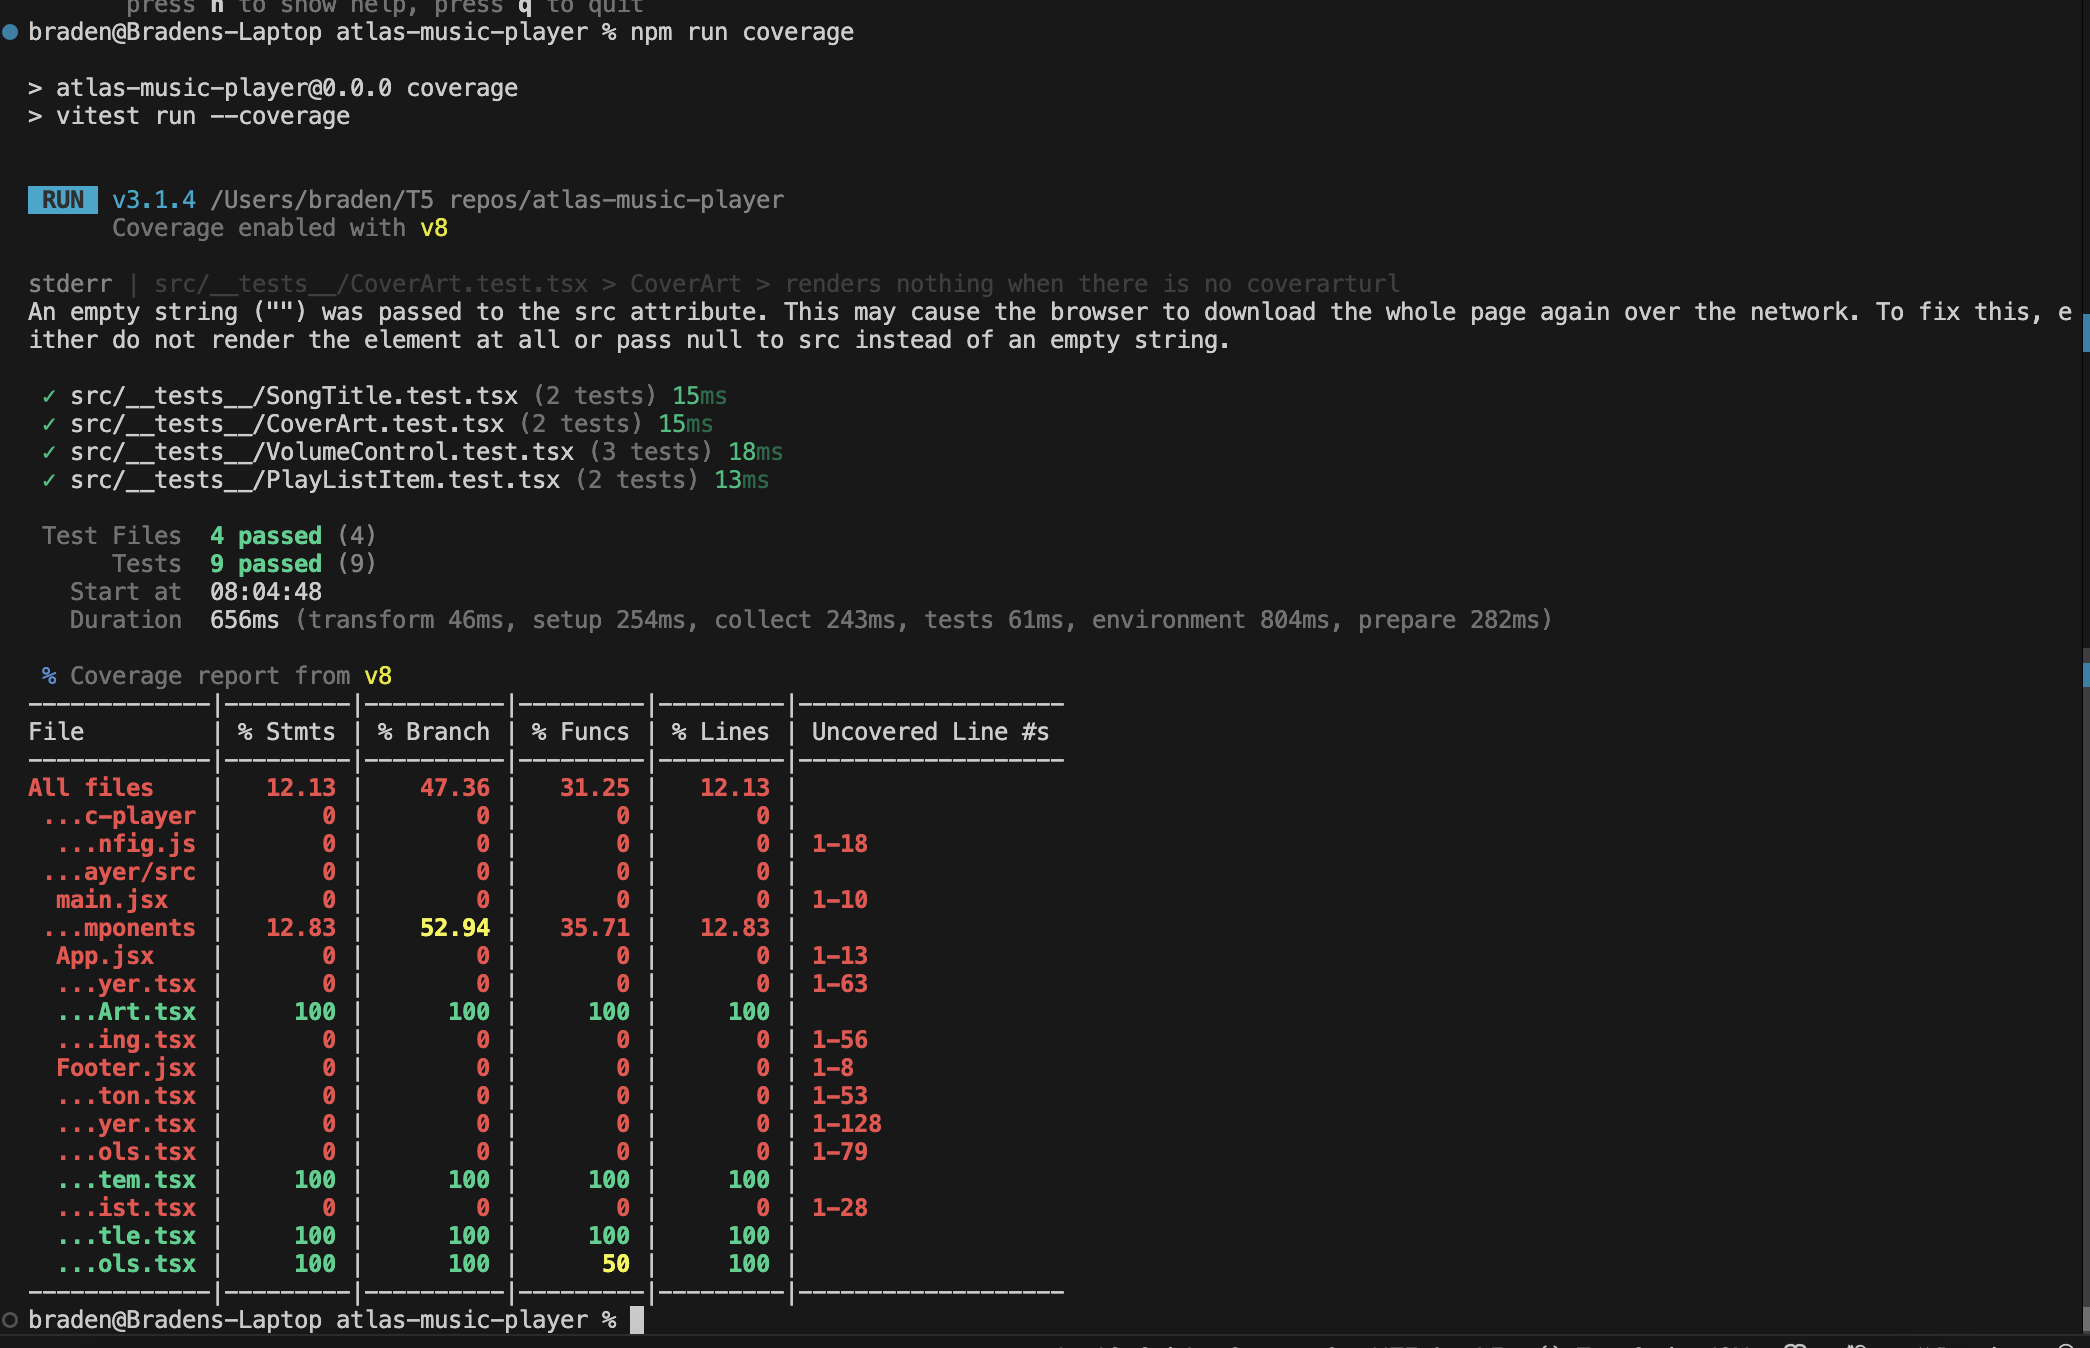 press h to show help, press q to quit
braden@Bradens-Laptop atlas-music-player % npm run coverage
> atlas-music-player@0.0.0 coverage
> vitest run --coverage
RUN v3.1.4 /Users/braden/T5 repos/atlas-music-player
Coverage enabled with v8
stderr | src/__tests__/CoverArt.test.tsx > CoverArt > renders nothing when there is no coverarturl
An empty string ("") was passed to the src attribute. This may cause the browser to download the whole page again over the network. To fix this, e
ither do not render the element at all or pass null to src instead of an empty string.
✓ src/__tests__/SongTitle.test.tsx (2 tests) 15ms
✓ src/__tests__/CoverArt.test.tsx (2 tests) 15ms
✓ src/__tests__/VolumeControl.test.tsx (3 tests) 18ms
✓ src/__tests__/PlayListItem.test.tsx (2 tests) 13ms
Test Files 4 passed (4)
Tests 9 passed (9)
Start at 08:04:48
Duration 656ms (transform 46ms, setup 254ms, collect 243ms, tests 61ms, environment 804ms, prepare 282ms)
% Coverage report from v8
-------------|---------|----------|---------|---------|-------------------
File | % Stmts | % Branch | % Funcs | % Lines | Uncovered Line #s
-------------|---------|----------|---------|---------|-------------------
All files | 12.13 | 47.36 | 31.25 | 12.13 |
...c-player | 0 | 0 | 0 | 0 |
...nfig.js | 0 | 0 | 0 | 0 | 1-18
...ayer/src | 0 | 0 | 0 | 0 |
main.jsx | 0 | 0 | 0 | 0 | 1-10
...mponents | 12.83 | 52.94 | 35.71 | 12.83 |
App.jsx | 0 | 0 | 0 | 0 | 1-13
...yer.tsx | 0 | 0 | 0 | 0 | 1-63
...Art.tsx | 100 | 100 | 100 | 100 |
...ing.tsx | 0 | 0 | 0 | 0 | 1-56
Footer.jsx | 0 | 0 | 0 | 0 | 1-8
...ton.tsx | 0 | 0 | 0 | 0 | 1-53
...yer.tsx | 0 | 0 | 0 | 0 | 1-128
...ols.tsx | 0 | 0 | 0 | 0 | 1-79
...tem.tsx | 100 | 100 | 100 | 100 |
...ist.tsx | 0 | 0 | 0 | 0 | 1-28
...tle.tsx | 100 | 100 | 100 | 100 |
...ols.tsx | 100 | 100 | 50 | 100 |
-------------|---------|----------|---------|---------|-------------------
braden@Bradens-Laptop atlas-music-player %